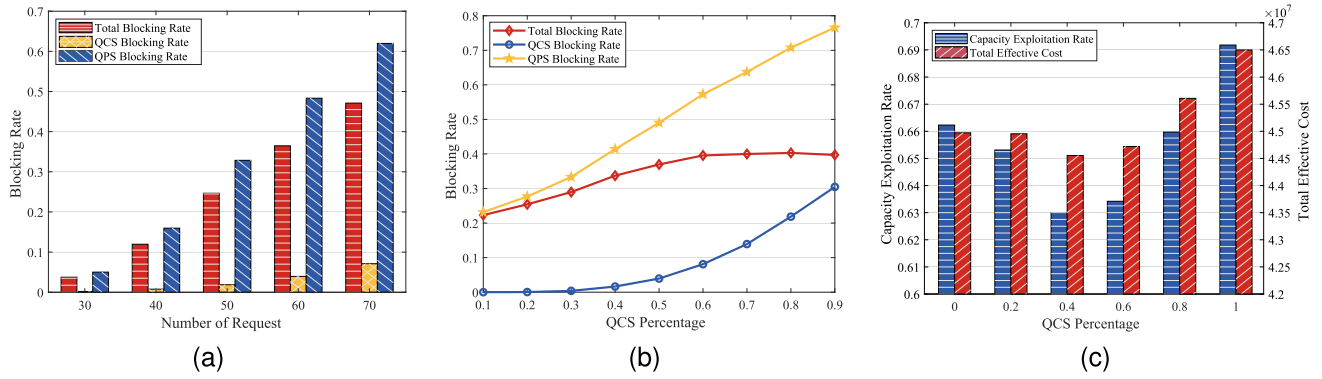 0.7
0.6
0.5
0.4
0.3
0.2
0.1
0
Blocking Rate
Total Blocking Rate
QCS Blocking Rate
QPS Blocking Rate
30 40 50 60 70
Number of Request
(a)
0.8
0.7
0.6
0.5
0.4
0.3
0.2
0.1
0
Blocking Rate
Total Blocking Rate
QCS Blocking Rate
QPS Blocking Rate
0.1 0.2 0.3 0.4 0.5 0.6 0.7 0.8 0.9
QCS Percentage
(b)
0.7
0.69
0.68
0.67
0.66
0.65
0.64
0.63
0.62
0.61
0.6
Capacity Exploitation Rate
Capacity Exploitation Rate
Total Effective Cost
0 0.2 0.4 0.6 0.8 1
QCS Percentage
×10⁷
4.7
4.65
4.6
4.55
4.5
4.45
4.4
4.35
4.3
4.25
4.2
Total Effective Cost
(c)